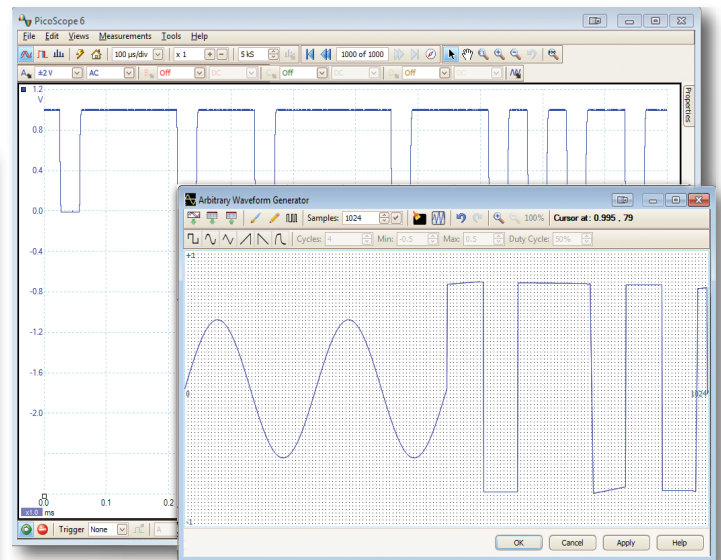 PicoScope 6
File Edit Views Measurements Tools Help
100 µs/div x 1 5 kS 1000 of 1000
A ±2 V AC B Off DC C Off DC D Off DC
Properties
1.2
V
0.8
0.4
0.0
-0.4
-0.8
-1.2
-1.6
-2.0
0.0 0.1 0.2
x1.0 ms
Trigger None A
Arbitrary Waveform Generator
Samples: 1024 100% Cursor at: 0.995 , 79
Cycles: 4 Min: -0.5 Max: 0.5 Duty Cycle: 50%
+1
0 1024
-1
OK Cancel Apply Help